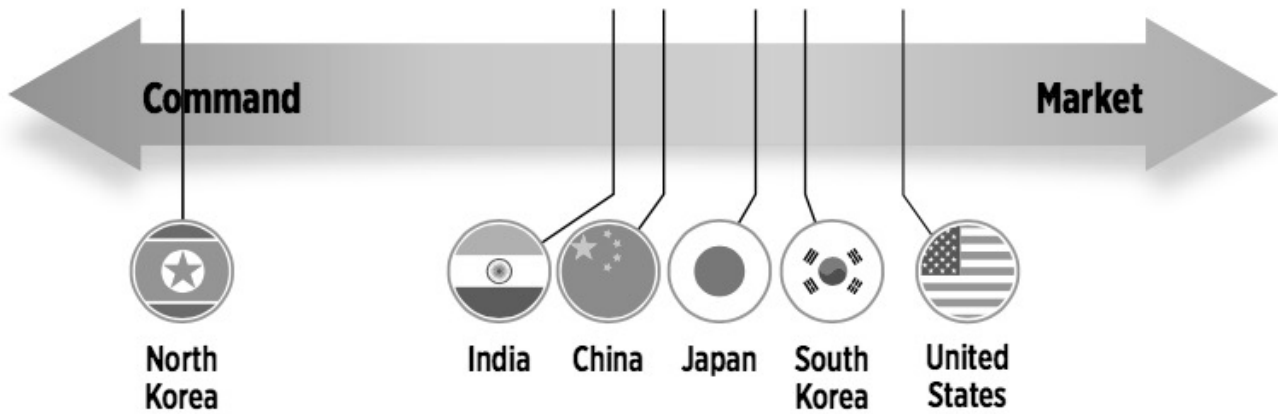 Command
Market
North
Korea
India
China
Japan
South
Korea
United
States